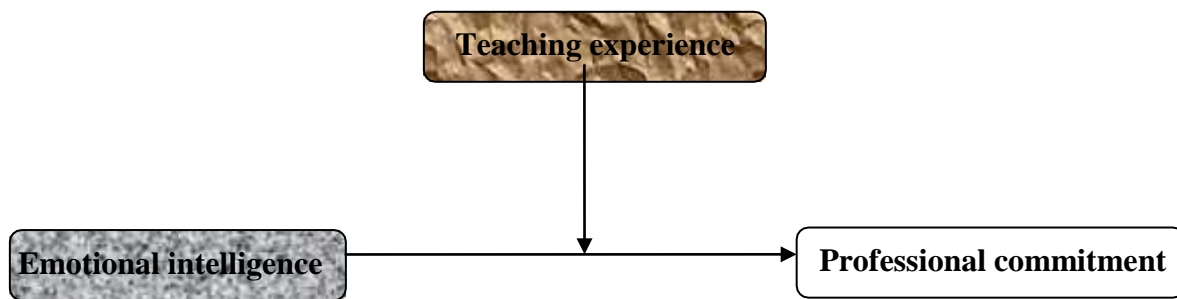 Teaching experience
Emotional intelligence
Professional commitment